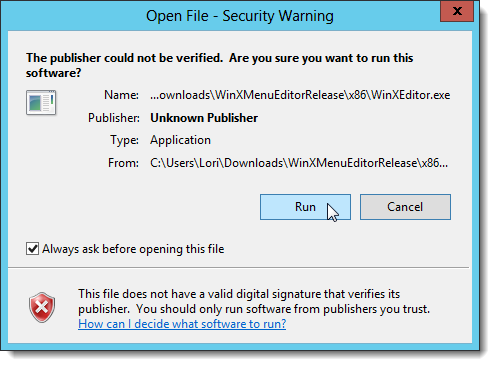 Open File - Security Warning
x
The publisher could not be verified.  Are you sure you want to run this
software?
Name: ...ownloads\WinXMenuEditorRelease\x86\WinXEditor.exe
Publisher: Unknown Publisher
Type: Application
From: C:\Users\Lori\Downloads\WinXMenuEditorRelease\x86...
Run Cancel
Always ask before opening this file
This file does not have a valid digital signature that verifies its
publisher.  You should only run software from publishers you trust.
How can I decide what software to run?